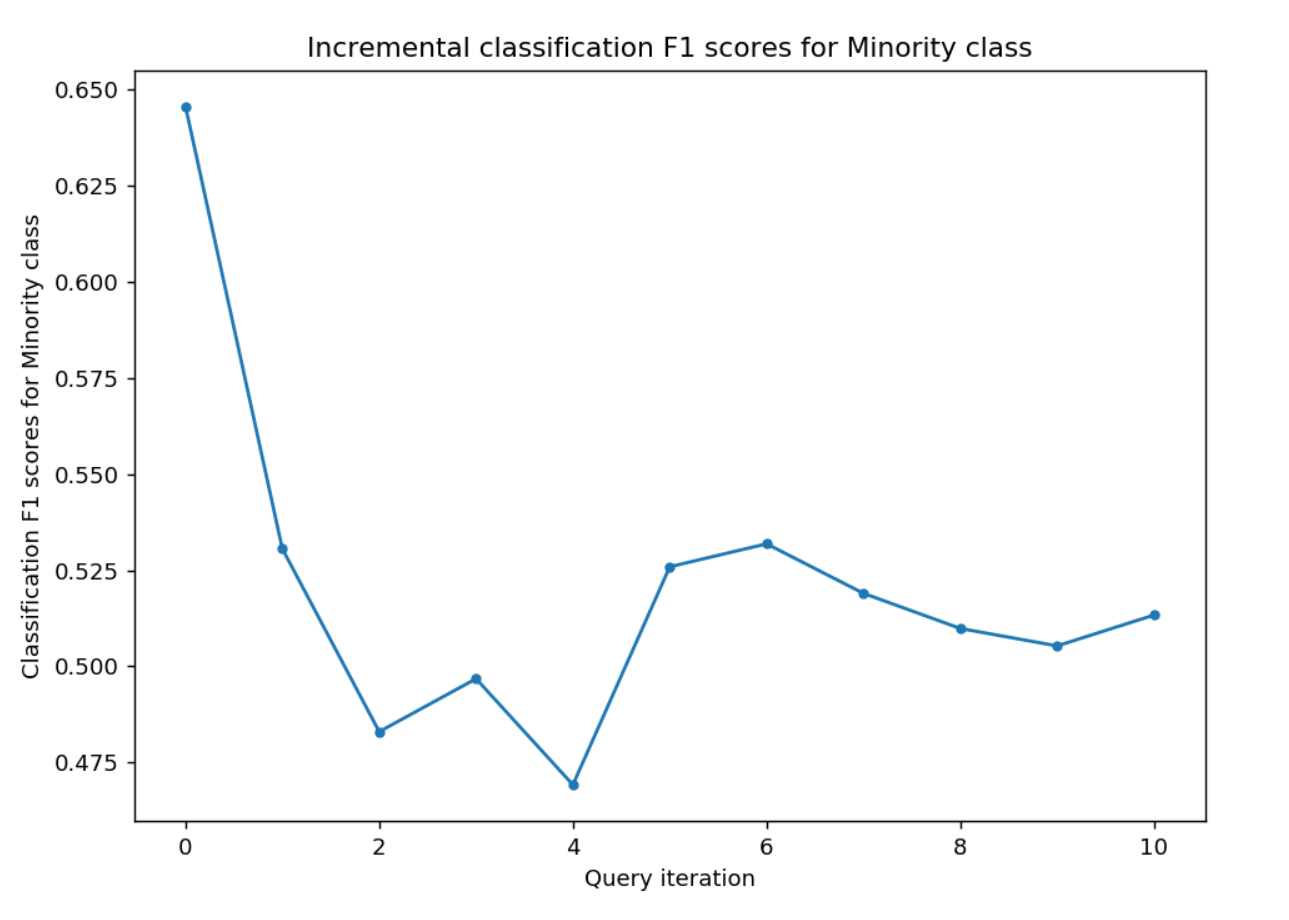 Incremental classification F1 scores for Minority class
Classification F1 scores for Minority class
0.650
0.625
0.600
0.575
0.550
0.525
0.500
0.475
0 2 4 6 8 10
Query iteration